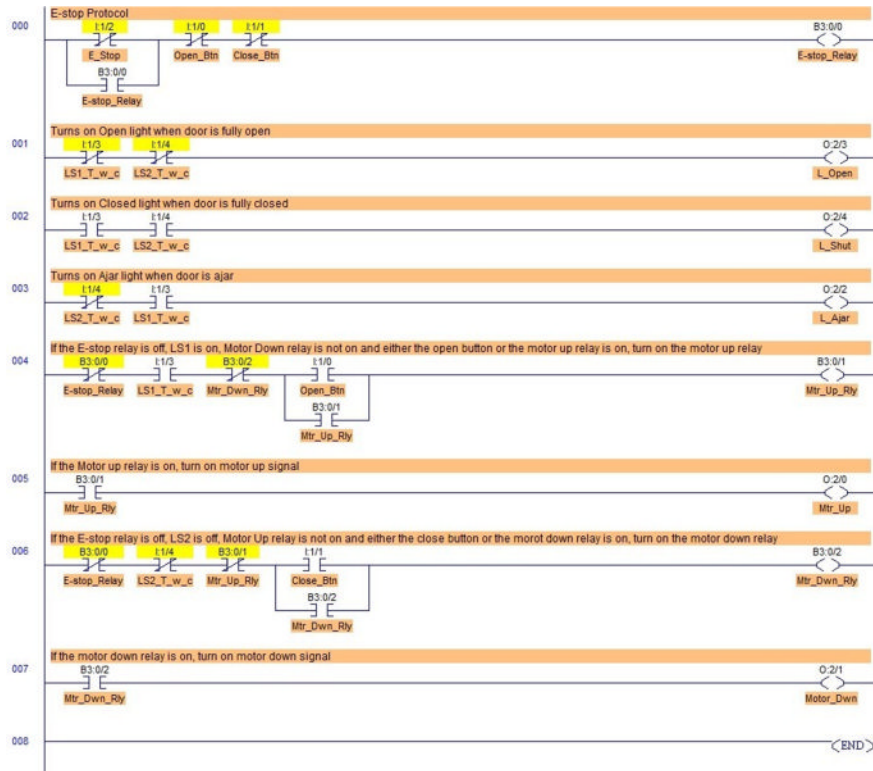 E-stop Protocol
000
I:1/2 I:1/0 I:1/1 B3:0/0
E_Stop Open_Btn Close_Btn E-stop_Relay
B3:0/0
E-stop_Relay
Turns on Open light when door is fully open
001
I:1/3 I:1/4 O:2/3
LS1_T_w_c LS2_T_w_c L_Open
Turns on Closed light when door is fully closed
002
I:1/3 I:1/4 O:2/4
LS1_T_w_c LS2_T_w_c L_Shut
Turns on Ajar light when door is ajar
003
I:1/4 I:1/3 O:2/2
LS2_T_w_c LS1_T_w_c L_Ajar
If the E-stop relay is off, LS1 is on, Motor Down relay is not on and either the open button or the motor up relay is on, turn on the motor up relay
004
B3:0/0 I:1/3 B3:0/2 I:1/0 B3:0/1
E-stop_Relay LS1_T_w_c Mtr_Dwn_Rly Open_Btn Mtr_Up_Rly
B3:0/1
Mtr_Up_Rly
If the Motor up relay is on, turn on motor up signal
005
B3:0/1 O:2/0
Mtr_Up_Rly Mtr_Up
If the E-stop relay is off, LS2 is off, Motor Up relay is not on and either the close button or the morot down relay is on, turn on the motor down relay
006
B3:0/0 I:1/4 B3:0/1 I:1/1 B3:0/2
E-stop_Relay LS2_T_w_c Mtr_Up_Rly Close_Btn Mtr_Dwn_Rly
B3:0/2
Mtr_Dwn_Rly
If the motor down relay is on, turn on motor down signal
007
B3:0/2 O:2/1
Mtr_Dwn_Rly Motor_Dwn
008
END